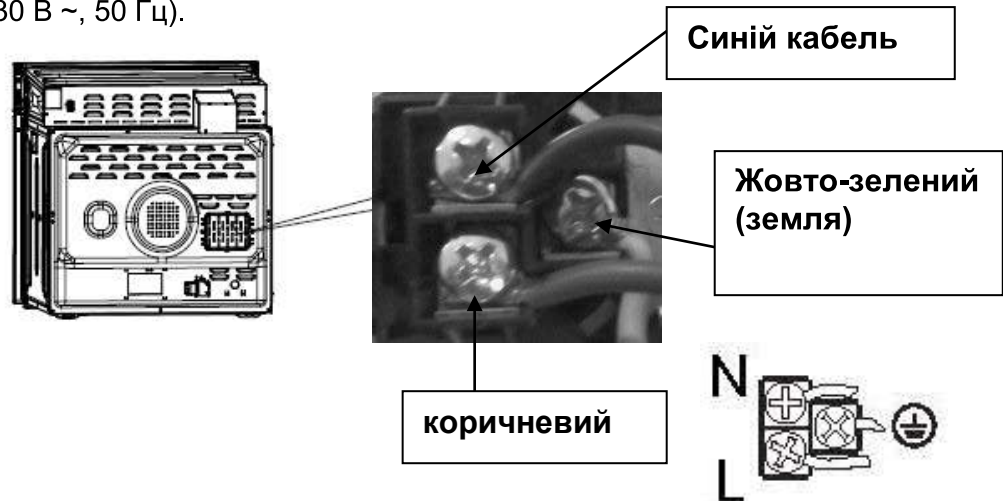 30 В ~, 50 Гц).
Синій кабель
Жовто-зелений
(земля)
коричневий
N
L